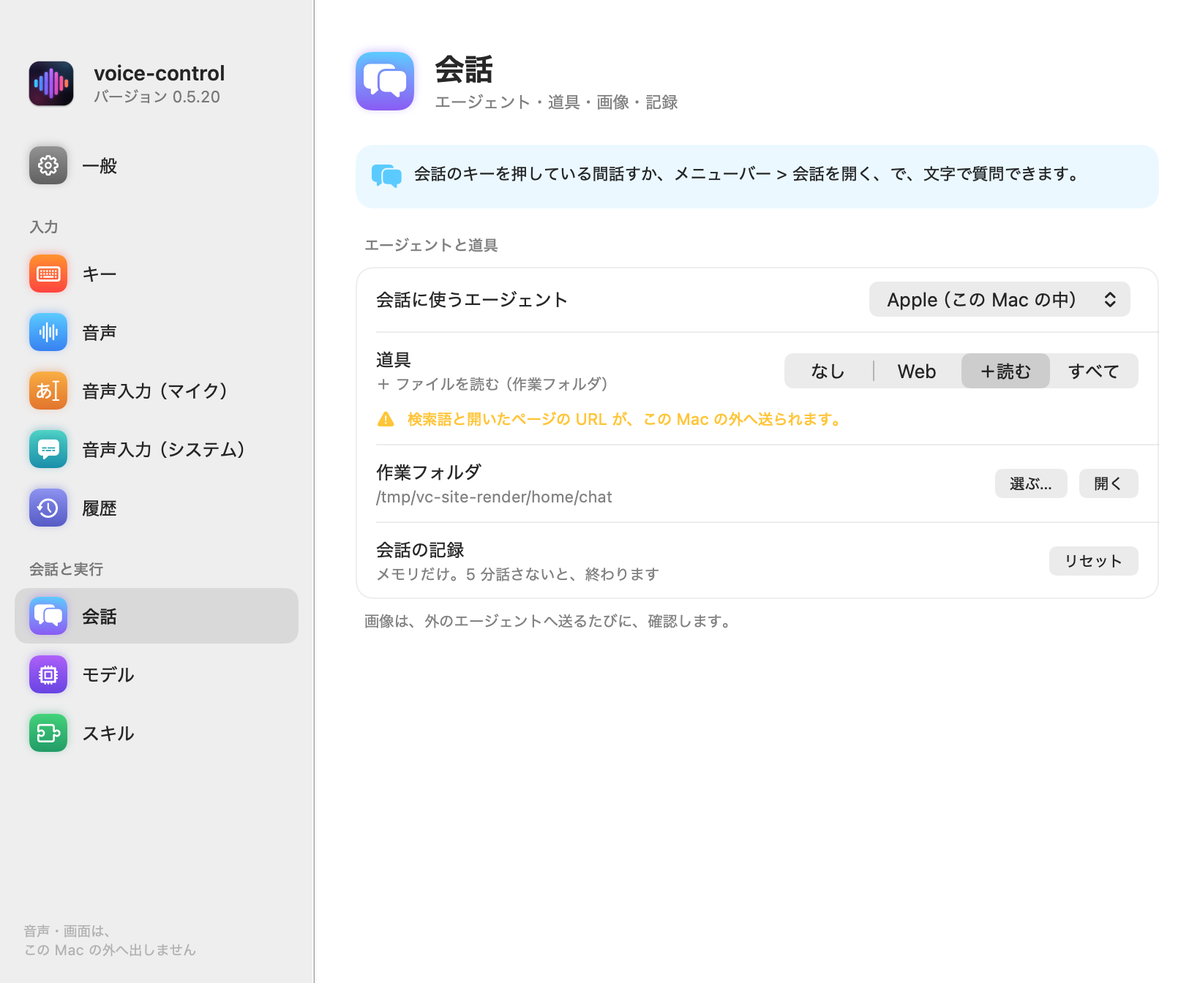 voice-control
バージョン 0.5.20
一般
入力
キー
音声
あ
音声入力（マイク）
音声入力（システム）
履歴
会話と実行
会話
モデル
スキル
音声・画面は、
この Mac の外へ出しません
会話
エージェント・道具・画像・記録
会話のキーを押している間話すか、メニューバー > 会話を開く、で、文字で質問できます。
エージェントと道具
会話に使うエージェント
Apple（この Mac の中）
道具
＋ ファイルを読む（作業フォルダ）
なし
Web
＋読む
すべて
検索語と開いたページの URL が、この Mac の外へ送られます。
作業フォルダ
/tmp/vc-site-render/home/chat
選ぶ...
開く
会話の記録
メモリだけ。5 分話さないと、終わります
リセット
画像は、外のエージェントへ送るたびに、確認します。